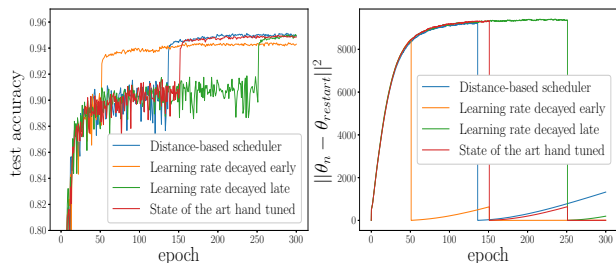 0.96
0.94
0.92
0.90
0.88
0.86
0.84
0.82
0.80
test accuracy
Distance-based scheduler
Learning rate decayed early
Learning rate decayed late
State of the art hand tuned
0 50 100 150 200 250 300
epoch
8000
6000
4000
2000
0
||θn − θrestart||²
Distance-based scheduler
Learning rate decayed early
Learning rate decayed late
State of the art hand tuned
0 50 100 150 200 250 300
epoch